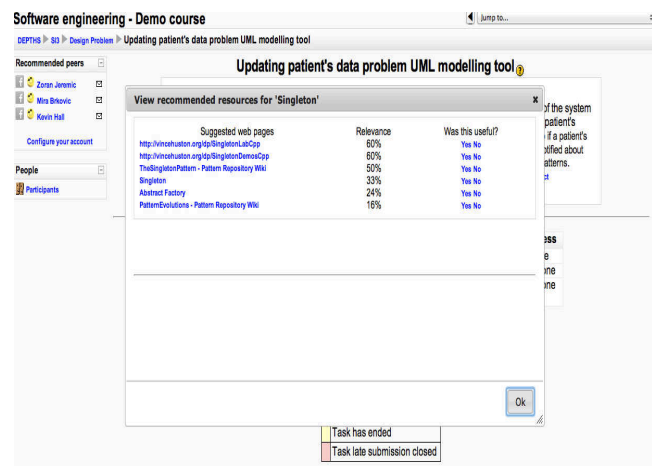 Software engineering - Demo course
Jump to...
DEPTHS SI3 Design Problem Updating patient's data problem UML modelling tool
Recommended peers
Zoran Jeremic
Mira Brkovic
Kevin Hall
Configure your account
People
Participants
Updating patient's data problem UML modelling tool
of the system
patient's
if a patient's
otified about
atterns.
ct
View recommended resources for 'Singleton' x
Suggested web pages Relevance Was this useful?
http://vincehuston.org/dp/SingletonLabCpp 60% Yes No
http://vincehuston.org/dp/SingletonDemosCpp 60% Yes No
TheSingletonPattern - Pattern Repository Wiki 50% Yes No
Singleton 33% Yes No
Abstract Factory 24% Yes No
PatternEvolutions - Pattern Repository Wiki 16% Yes No
ess
e
one
one
Ok
Task has ended
Task late submission closed